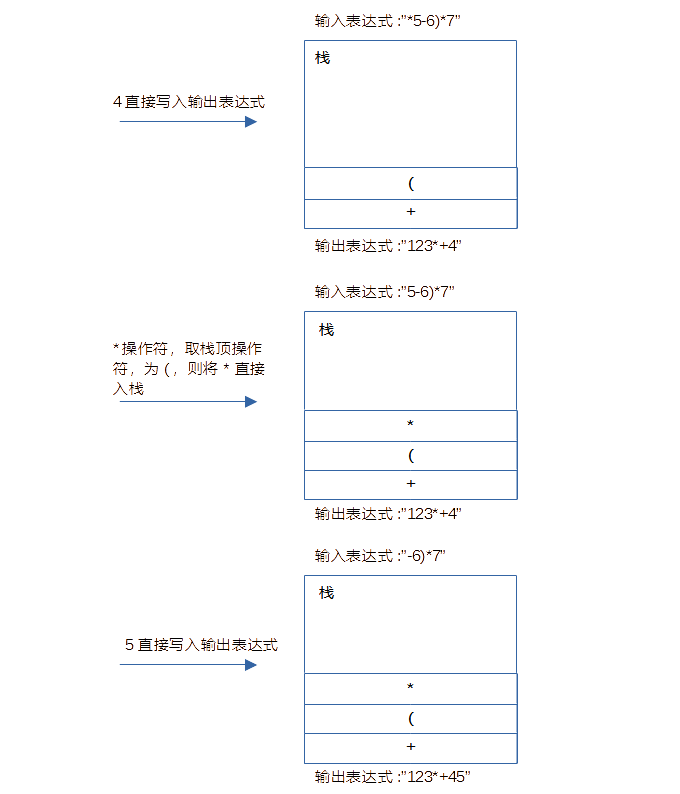 输入表达式 :”*5-6)*7”
栈
4 直接写入输出表达式
(
+
输出表达式 :”123*+4”
输入表达式 :”5-6)*7”
栈
* 操作符，取栈顶操作
符，为 (，则将 * 直接
入栈
*
(
+
输出表达式 :”123*+4”
输入表达式 :”-6)*7”
栈
5 直接写入输出表达式
*
(
+
输出表达式 :”123*+45”